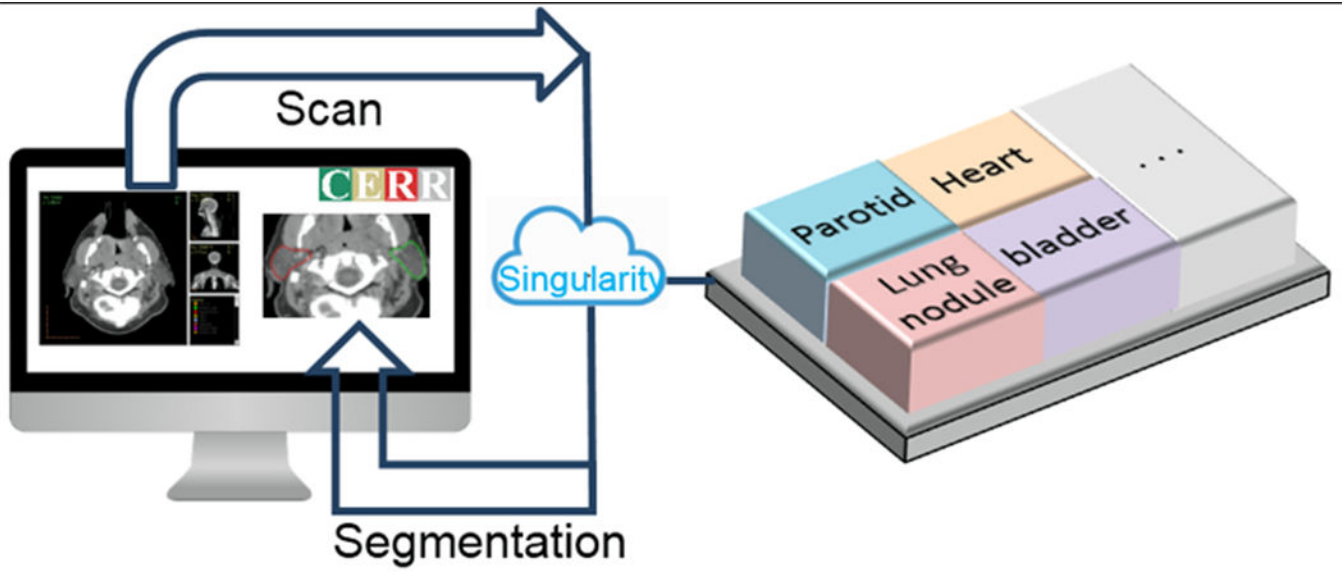 Scan
CERR
Singularity
Segmentation
Parotid
Heart
...
Lung
nodule
bladder